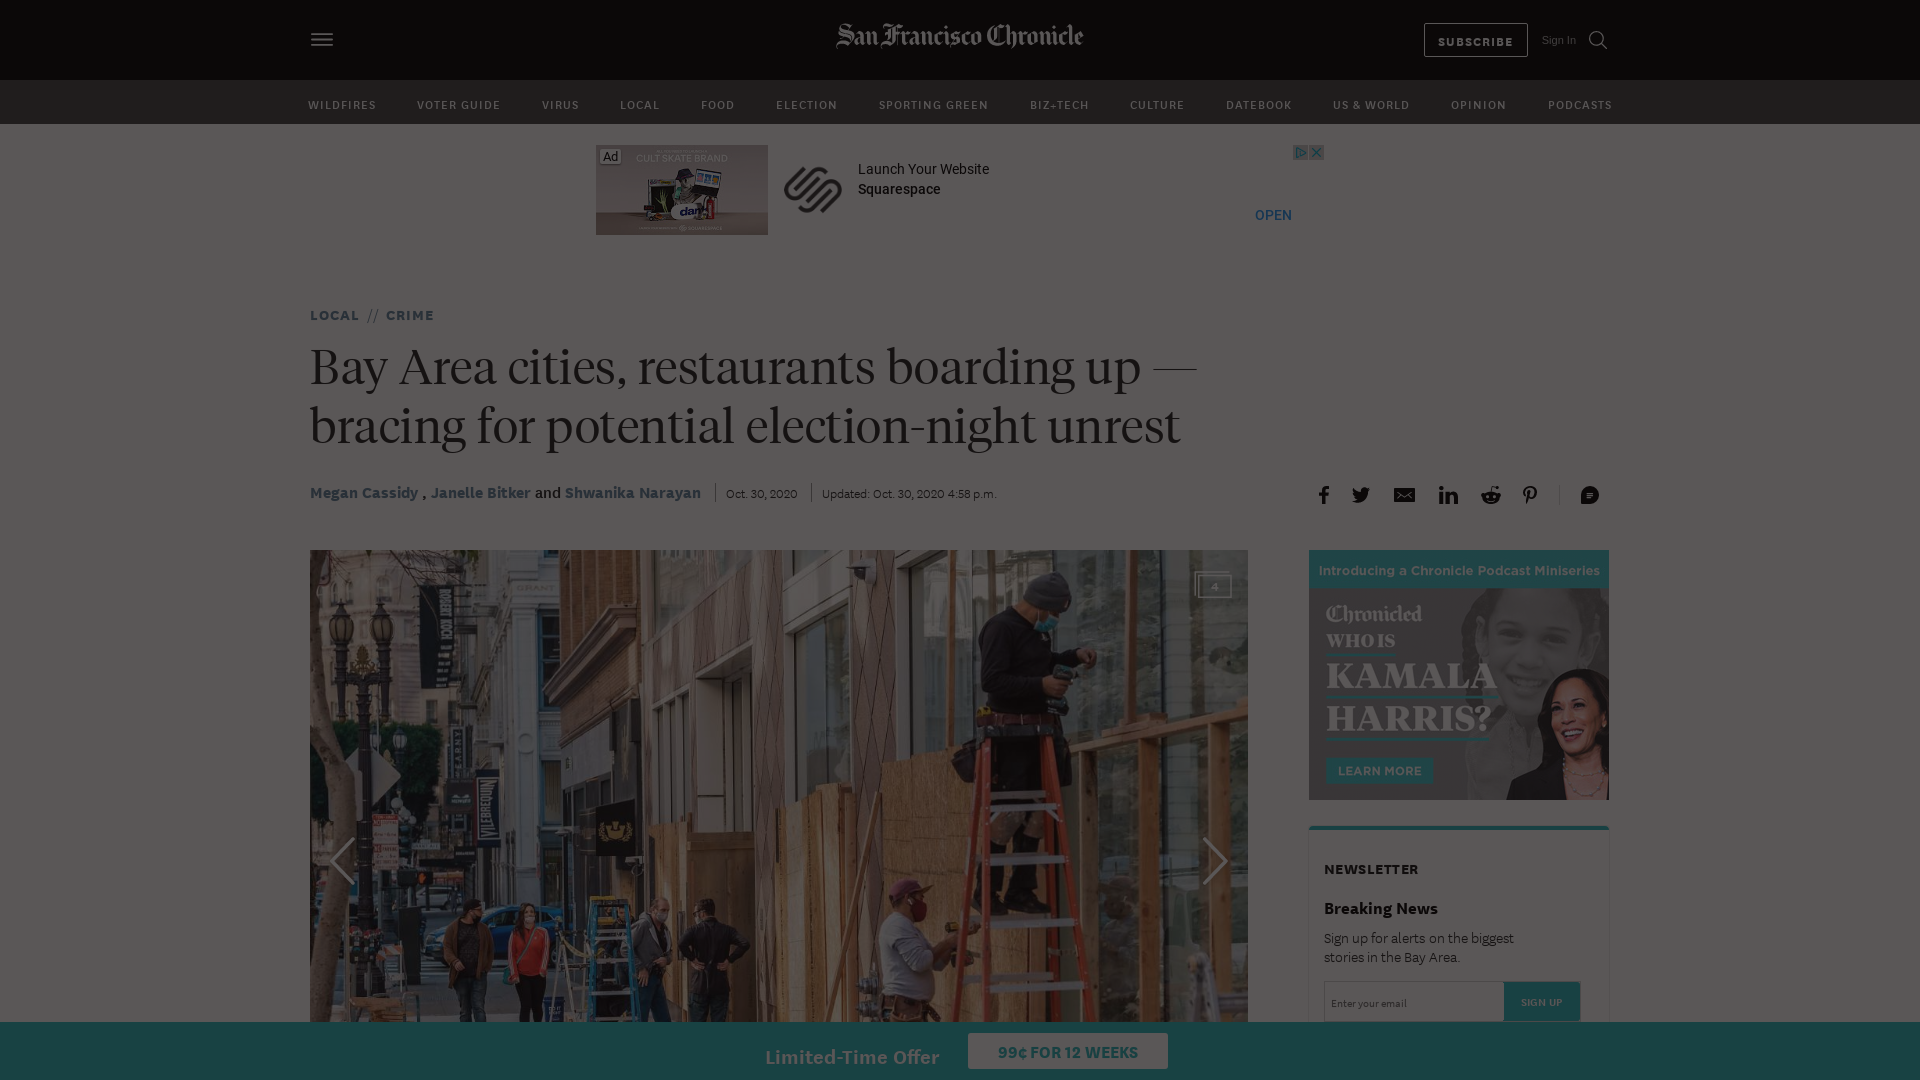 San Francisco Chronicle
SUBSCRIBE
Sign In
WILDFIRES VOTER GUIDE VIRUS LOCAL FOOD ELECTION SPORTING GREEN BIZ+TECH CULTURE DATEBOOK US & WORLD OPINION PODCASTS
Ad
CULT SKATE BRAND
Launch Your Website
Squarespace
OPEN
LOCAL // CRIME
Bay Area cities, restaurants boarding up —
bracing for potential election-night unrest
Megan Cassidy , Janelle Bitker and Shwanika Narayan
Oct. 30, 2020
Updated: Oct. 30, 2020 4:58 p.m.
4
GRANT
ROBERT KOCH
KEARNY
VILEBREQUIN
Introducing a Chronicle Podcast Miniseries
Chronicled
WHO IS
KAMALA
HARRIS?
LEARN MORE
NEWSLETTER
Breaking News
Sign up for alerts on the biggest
stories in the Bay Area.
Enter your email
SIGN UP
Limited-Time Offer
99¢ FOR 12 WEEKS